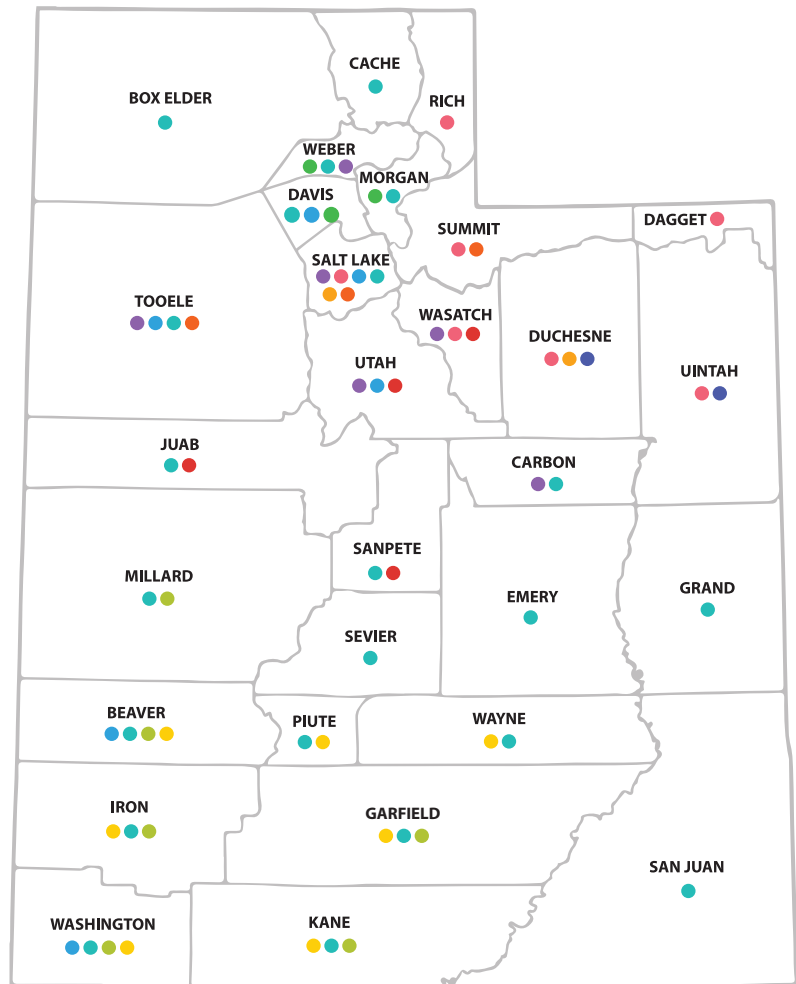 CACHE
BOX ELDER
RICH
WEBER
MORGAN
DAVIS
DAGGET
SUMMIT
SALT LAKE
TOOELE
WASATCH
DUCHESNE
UTAH
UINTAH
JUAB
CARBON
SANPETE
MILLARD
EMERY
GRAND
SEVIER
BEAVER
PIUTE
WAYNE
IRON
GARFIELD
SAN JUAN
WASHINGTON
KANE